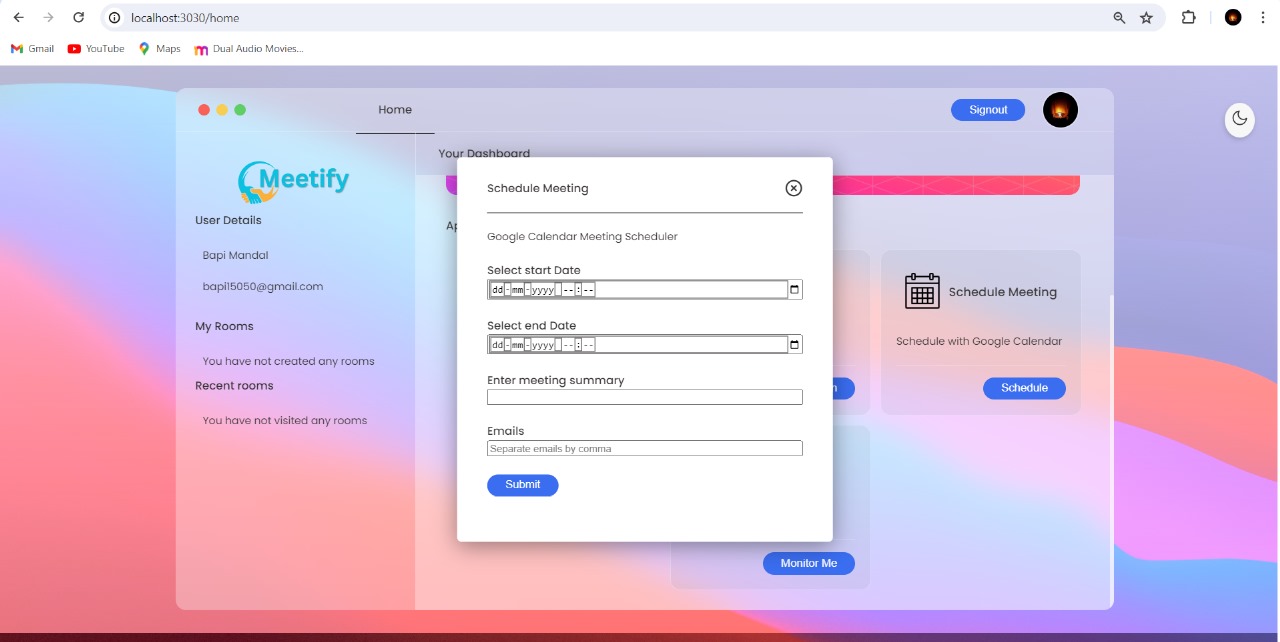 localhost:3030/home
Gmail YouTube Maps Dual Audio Movies...
Home
Signout
Your Dashboard
Meetify
User Details
Bapi Mandal
bapi15050@gmail.com
My Rooms
You have not created any rooms
Recent rooms
You have not visited any rooms
Schedule Meeting
Google Calendar Meeting Scheduler
Select start Date
dd-mm-yyyy --:--
Select end Date
dd-mm-yyyy --:--
Enter meeting summary
Emails
Separate emails by comma
Submit
Schedule Meeting
Schedule with Google Calendar
Schedule
Monitor Me